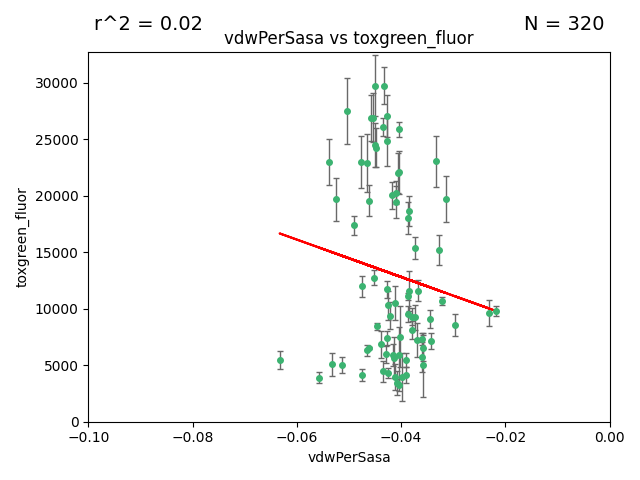 r^2 = 0.02
N = 320
vdwPerSasa vs toxgreen_fluor
30000
25000
20000
15000
10000
5000
0
toxgreen_fluor
−0.10
−0.08
−0.06
−0.04
−0.02
0.00
vdwPerSasa